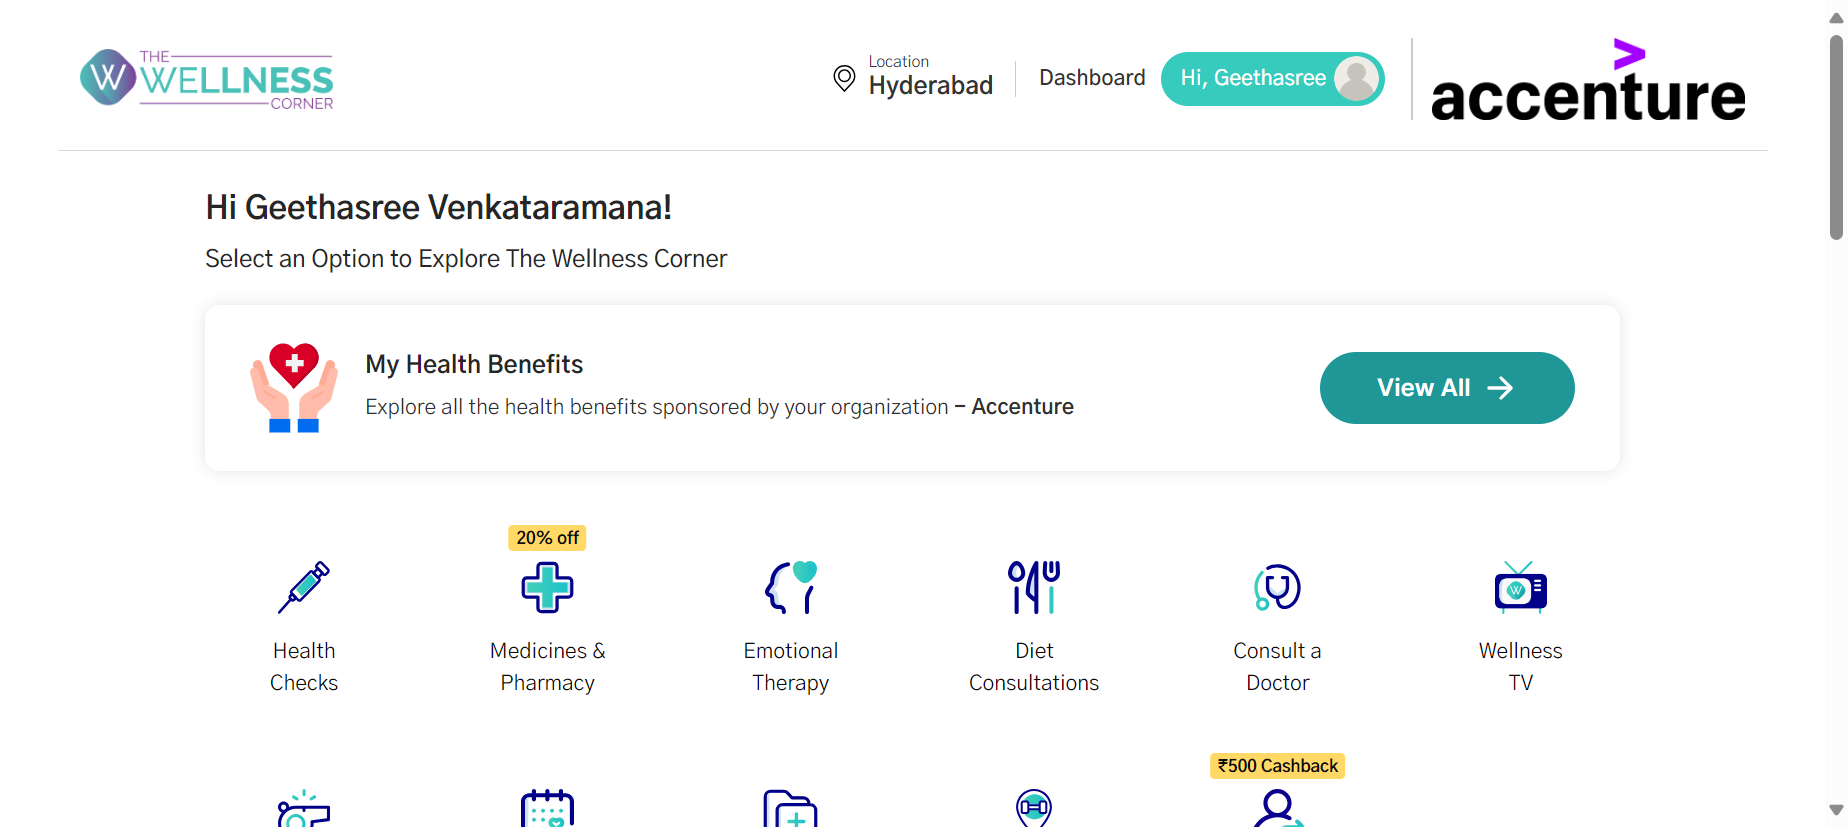 THE
WELLNESS
CORNER
Location
Hyderabad
Dashboard
Hi, Geethasree
accenture
Hi Geethasree Venkataramana!
Select an Option to Explore The Wellness Corner
My Health Benefits
Explore all the health benefits sponsored by your organization – Accenture
View All
20% off
Health
Checks
Medicines &
Pharmacy
Emotional
Therapy
Diet
Consultations
Consult a
Doctor
Wellness
TV
₹500 Cashback